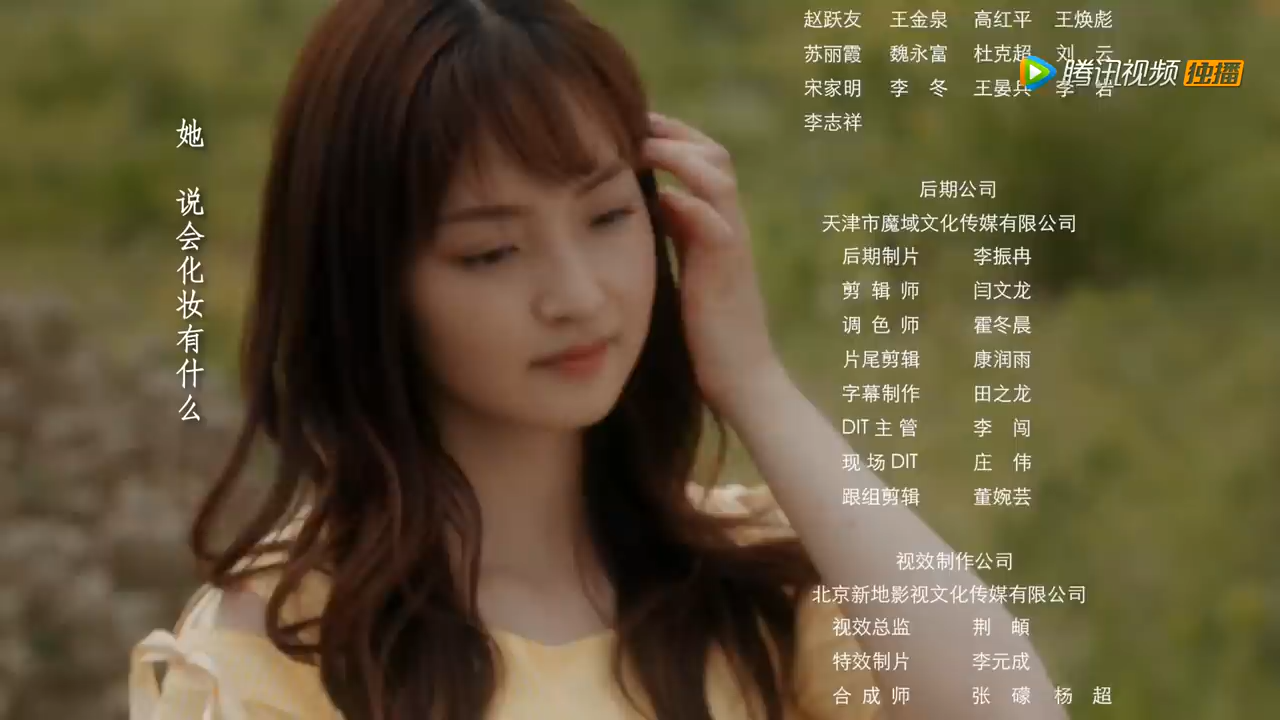 她 说会化妆有什么
赵跃友 王金泉 高红平 王焕彪
苏丽霞 魏永富 杜克超 刘 云
宋家明 李 冬 王晏兵 李 岩
李志祥
腾讯视频 独播
后期公司
天津市魔域文化传媒有限公司
后期制片 李振冉
剪 辑 师 闫文龙
调 色 师 霍冬晨
片尾剪辑 康润雨
字幕制作 田之龙
DIT 主 管 李 闯
现 场 DIT 庄 伟
跟组剪辑 董婉芸
视效制作公司
北京新地影视文化传媒有限公司
视效总监 荆 頔
特效制片 李元成
合 成 师 张 礞 杨 超